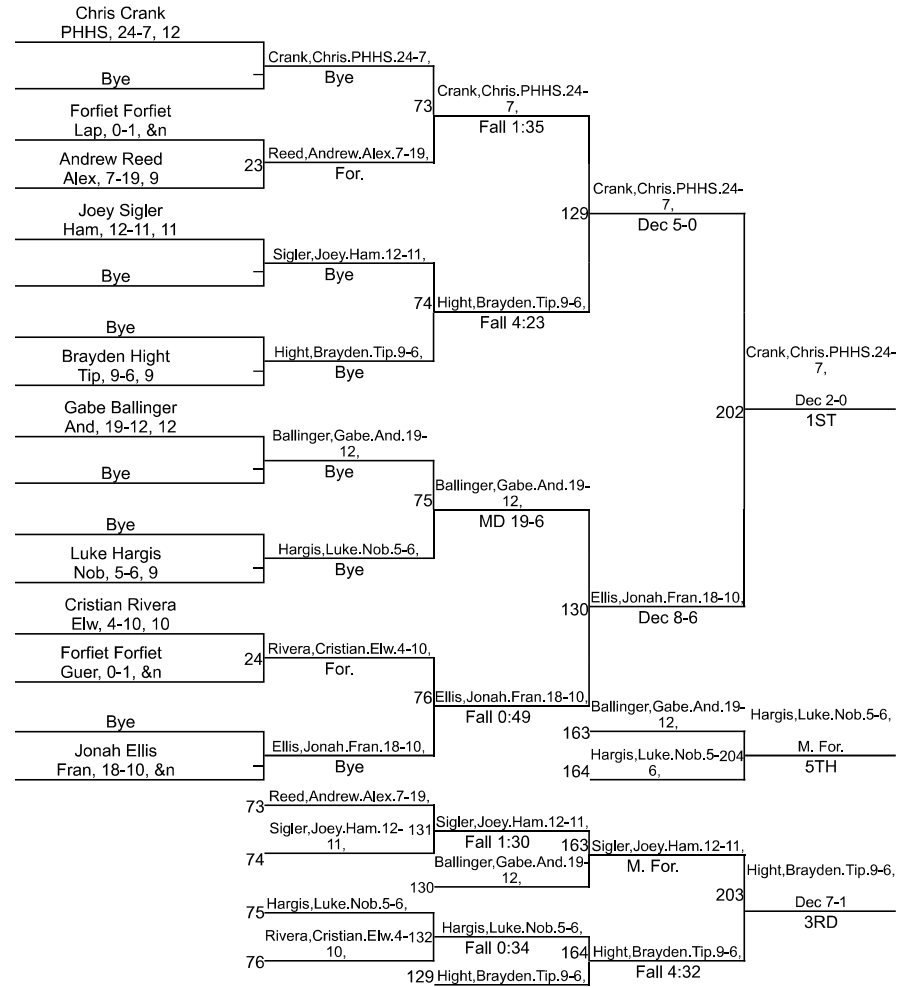 Chris Crank
PHHS, 24-7, 12
Bye
Forfiet Forfiet
Lap, 0-1, &n
Andrew Reed
Alex, 7-19, 9
Joey Sigler
Ham, 12-11, 11
Bye
Bye
Brayden Hight
Tip, 9-6, 9
Gabe Ballinger
And, 19-12, 12
Bye
Bye
Luke Hargis
Nob, 5-6, 9
Cristian Rivera
Elw, 4-10, 10
Forfiet Forfiet
Guer, 0-1, &n
Bye
Jonah Ellis
Fran, 18-10, &n
Crank,Chris.PHHS.24-7,
Bye
23
Reed,Andrew.Alex.7-19,
For.
Sigler,Joey.Ham.12-11,
Bye
Hight,Brayden.Tip.9-6,
Bye
Ballinger,Gabe.And.19-
12,
Bye
Hargis,Luke.Nob.5-6,
Bye
24
Rivera,Cristian.Elw.4-10,
For.
Ellis,Jonah.Fran.18-10,
Bye
73
Crank,Chris.PHHS.24-
7,
Fall 1:35
74
Hight,Brayden.Tip.9-6,
Fall 4:23
75
Ballinger,Gabe.And.19-
12,
MD 19-6
76
Ellis,Jonah.Fran.18-10,
Fall 0:49
129
Crank,Chris.PHHS.24-
7,
Dec 5-0
130
Ellis,Jonah.Fran.18-10,
Dec 8-6
202
Crank,Chris.PHHS.24-
7,
Dec 2-0
1ST
163
Ballinger,Gabe.And.19-
12,
164
Hargis,Luke.Nob.5-
6,
204
Hargis,Luke.Nob.5-6,
M. For.
5TH
73
Reed,Andrew.Alex.7-19,
74
Sigler,Joey.Ham.12-
11,
131
Sigler,Joey.Ham.12-11,
Fall 1:30
130
Ballinger,Gabe.And.19-
12,
163
Sigler,Joey.Ham.12-11,
M. For.
75
Hargis,Luke.Nob.5-6,
76
Rivera,Cristian.Elw.4-
10,
132
Hargis,Luke.Nob.5-6,
Fall 0:34
129
Hight,Brayden.Tip.9-6,
164
Hight,Brayden.Tip.9-6,
Fall 4:32
203
Hight,Brayden.Tip.9-6,
Dec 7-1
3RD